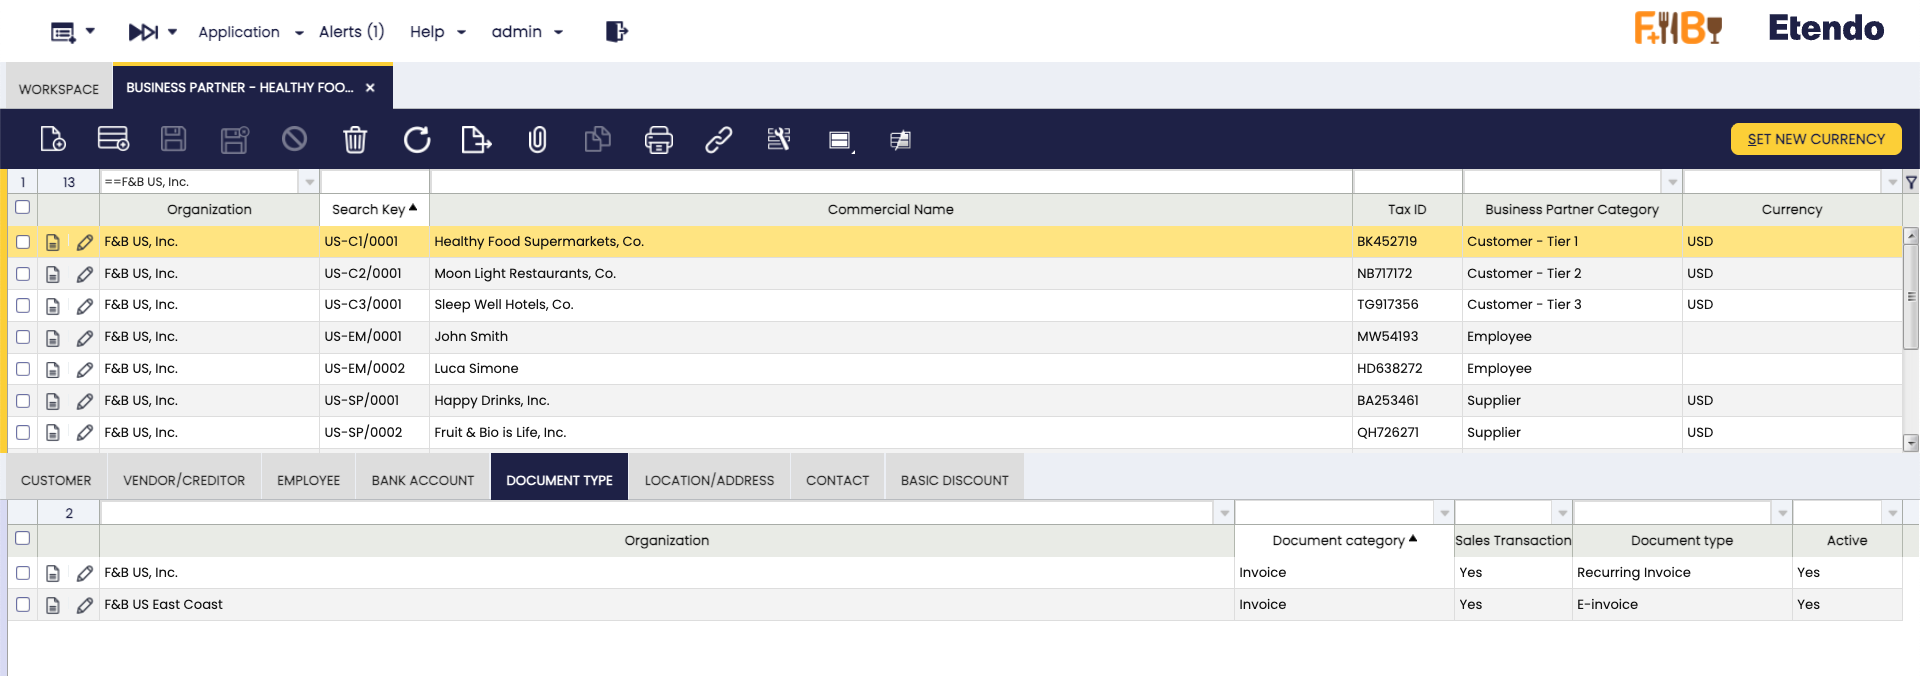 Application Alerts (1) Help admin F+B Etendo
WORKSPACE BUSINESS PARTNER - HEALTHY FOO...
SET NEW CURRENCY
1 13 ==F&B US, Inc.
Organization Search Key Commercial Name Tax ID Business Partner Category Currency
F&B US, Inc. US-C1/0001 Healthy Food Supermarkets, Co. BK452719 Customer - Tier 1 USD
F&B US, Inc. US-C2/0001 Moon Light Restaurants, Co. NB717172 Customer - Tier 2 USD
F&B US, Inc. US-C3/0001 Sleep Well Hotels, Co. TG917356 Customer - Tier 3 USD
F&B US, Inc. US-EM/0001 John Smith MW54193 Employee
F&B US, Inc. US-EM/0002 Luca Simone HD638272 Employee
F&B US, Inc. US-SP/0001 Happy Drinks, Inc. BA253461 Supplier USD
F&B US, Inc. US-SP/0002 Fruit & Bio is Life, Inc. QH726271 Supplier USD
CUSTOMER VENDOR/CREDITOR EMPLOYEE BANK ACCOUNT DOCUMENT TYPE LOCATION/ADDRESS CONTACT BASIC DISCOUNT
2
Organization Document category Sales Transaction Document type Active
F&B US, Inc. Invoice Yes Recurring Invoice Yes
F&B US East Coast Invoice Yes E-invoice Yes